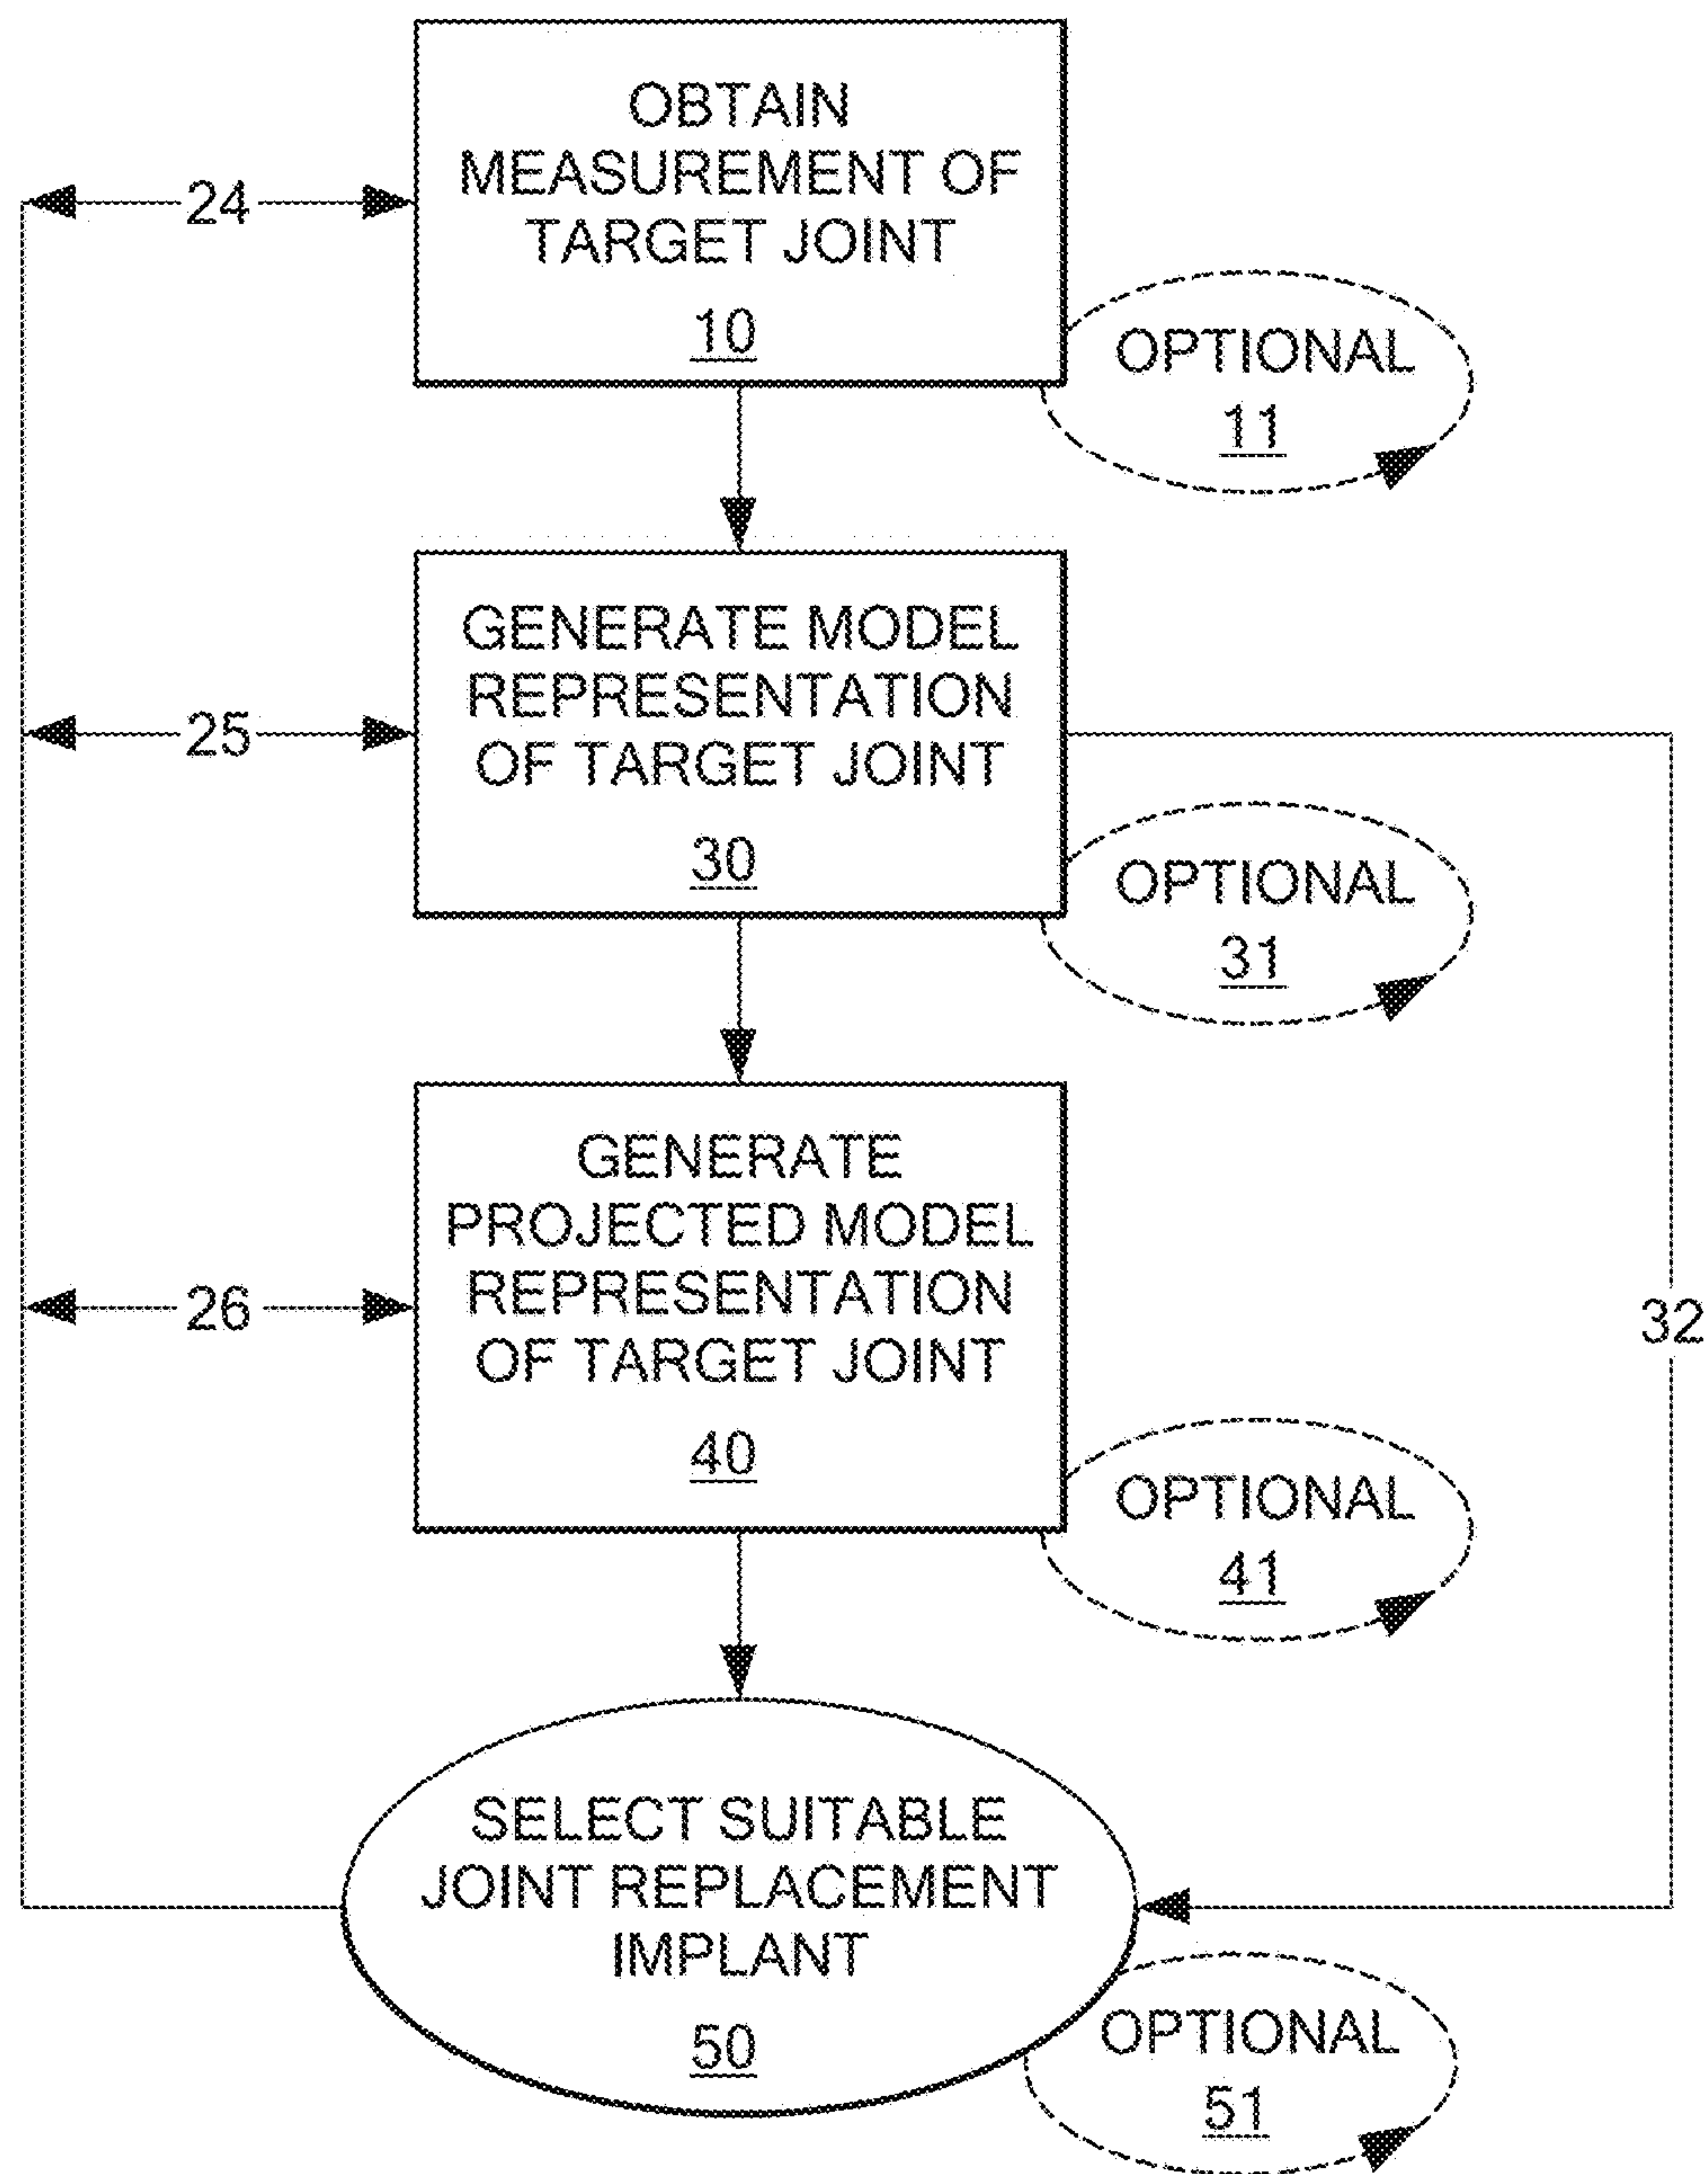 OBTAIN
MEASUREMENT OF
TARGET JOINT
10
24
OPTIONAL
11
GENERATE MODEL
REPRESENTATION
OF TARGET JOINT
30
25
OPTIONAL
31
GENERATE
PROJECTED MODEL
REPRESENTATION
OF TARGET JOINT
40
26
32
OPTIONAL
41
SELECT SUITABLE
JOINT REPLACEMENT
IMPLANT
50
OPTIONAL
51